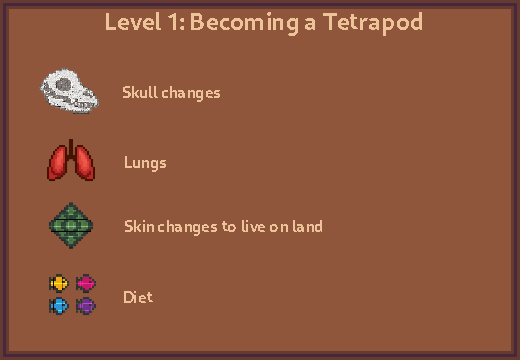 Level 1: Becoming a Tetrapod
Skull changes
Lungs
Skin changes to live on land
Diet